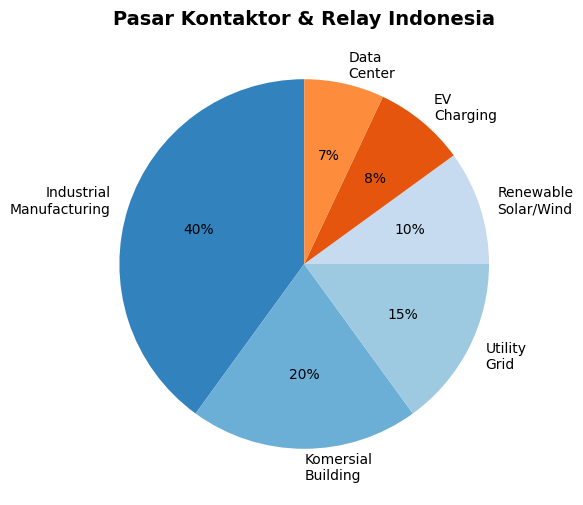 Pasar Kontaktor & Relay Indonesia
Data
Center
EV
Charging
Renewable
Solar/Wind
Industrial
Manufacturing
Utility
Grid
Komersial
Building
7%
8%
10%
40%
15%
20%